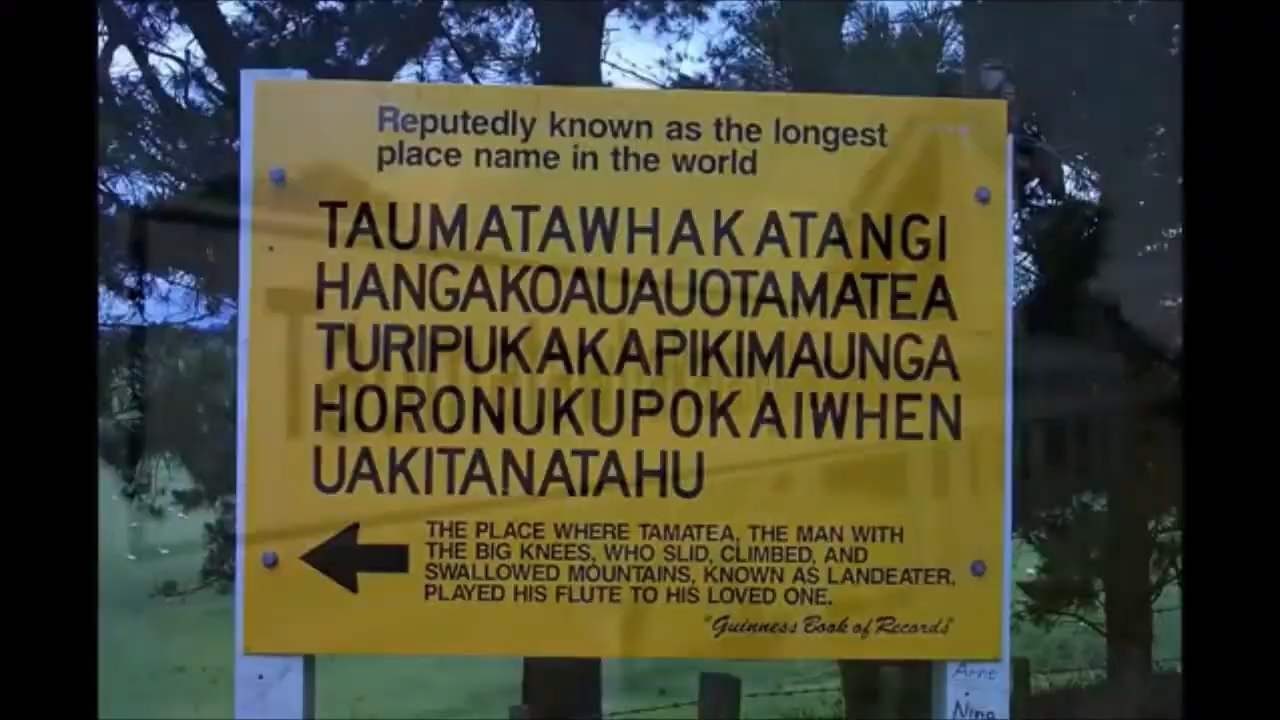 Reputedly known as the longest
place name in the world
TAUMATAWHAKATANGI
HANGAKOAUAUOTAMATEA
TURIPUKAKAPIKIMAUNGA
HORONUKUPOKAIWHEN
UAKITANATAHU
THE PLACE WHERE TAMATEA, THE MAN WITH
THE BIG KNEES, WHO SLID, CLIMBED, AND
SWALLOWED MOUNTAINS, KNOWN AS LANDEATER,
PLAYED HIS FLUTE TO HIS LOVED ONE.
"Guinness Book of Records"
Arne
Nina